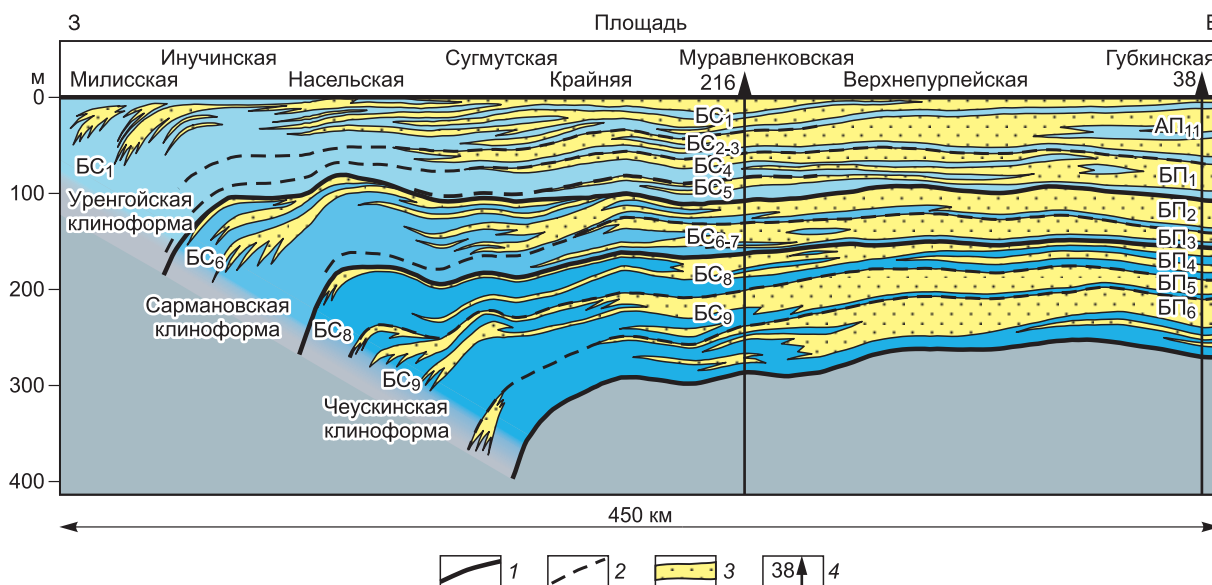 З Площадь В
Инучинская Сугмутская Муравленковская Губкинская
м Милисская Насельская Крайняя 216 Верхнепурпейская 38
0
БС1 АП11
БС2-3
БС1 БС4 БП1
100 БС5
Уренгойская БП2
клиноформа
БС6 БС6-7 БП3
200 БС8 БП4
Сармановская БП5
клиноформа БС8 БС9 БП6
300 БС9
Чеускинская
клиноформа
400
450 км
1 2 3 38 4